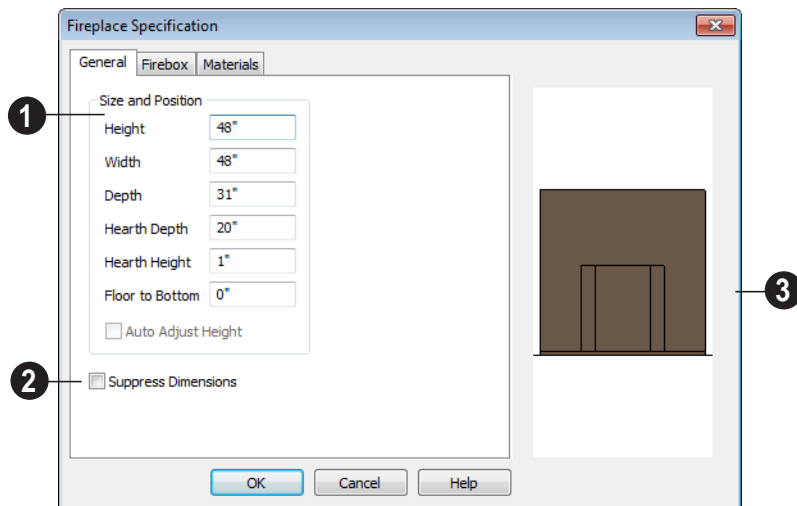 Fireplace Specification
General Firebox Materials
Size and Position
1
Height 48"
Width 48"
Depth 31"
Hearth Depth 20"
Hearth Height 1"
Floor to Bottom 0"
3
Auto Adjust Height
2 Suppress Dimensions
OK Cancel Help